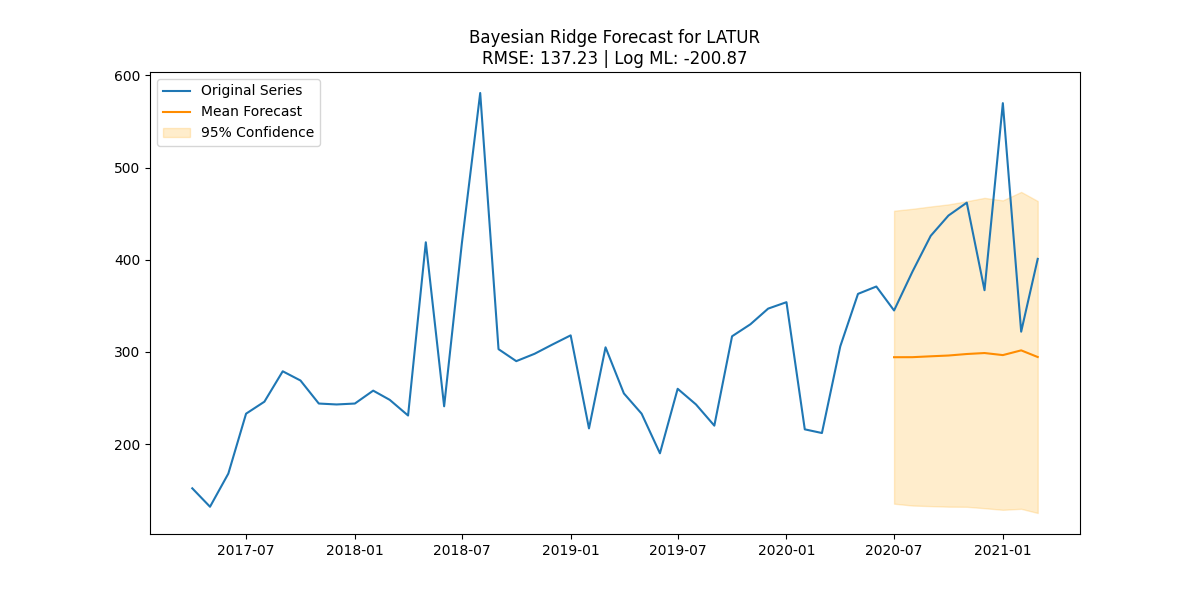 Bayesian Ridge Forecast for LATUR
RMSE: 137.23 | Log ML: -200.87
Original Series
Mean Forecast
95% Confidence
600
500
400
300
200
2017-07
2018-01
2018-07
2019-01
2019-07
2020-01
2020-07
2021-01